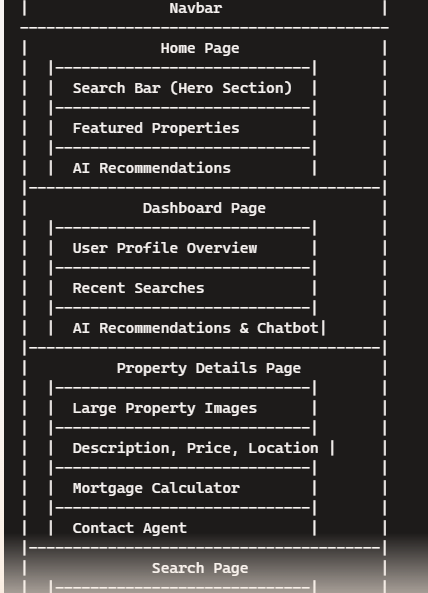 Navbar
Home Page
Search Bar (Hero Section)
Featured Properties
AI Recommendations
Dashboard Page
User Profile Overview
Recent Searches
AI Recommendations & Chatbot
Property Details Page
Large Property Images
Description, Price, Location
Mortgage Calculator
Contact Agent
Search Page